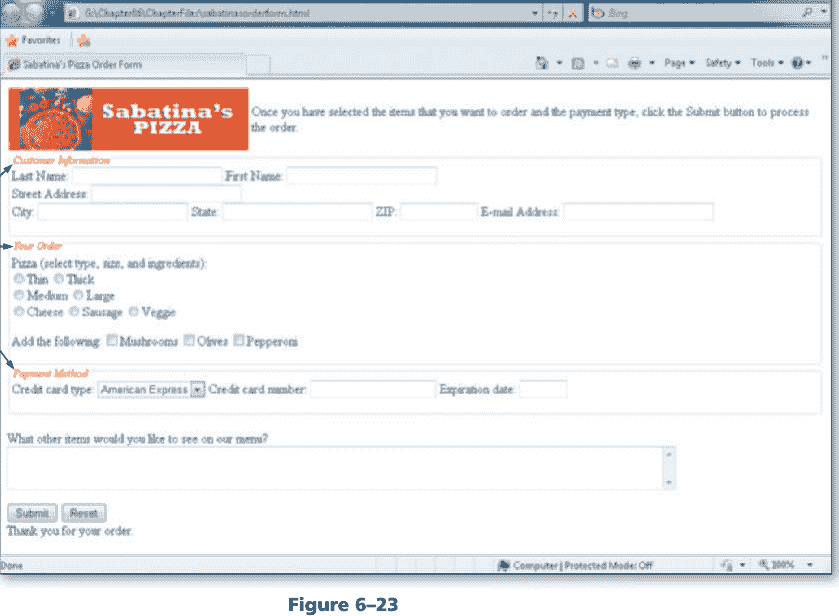 G:\Chapter06\ChapterFiles\sabatinasorderform.html Bing
Favorites
Sabatina's Pizza Order Form Page Safety Tools
Sabatina's
PIZZA
Once you have selected the items that you want to order and the payment type, click the Submit button to process
the order.
Customer Information
Last Name: First Name:
Street Address:
City: State: ZIP: E-mail Address:
Your Order
Pizza (select type, size, and ingredients):
Thin Thick
Medium Large
Cheese Sausage Veggie
Add the following: Mushrooms Olives Pepperoni
Payment Method
Credit card type: American Express Credit card number: Expiration date:
What other items would you like to see on our menu?
Submit Reset
Thank you for your order.
Done Computer | Protected Mode: Off 100%
Figure 6–23